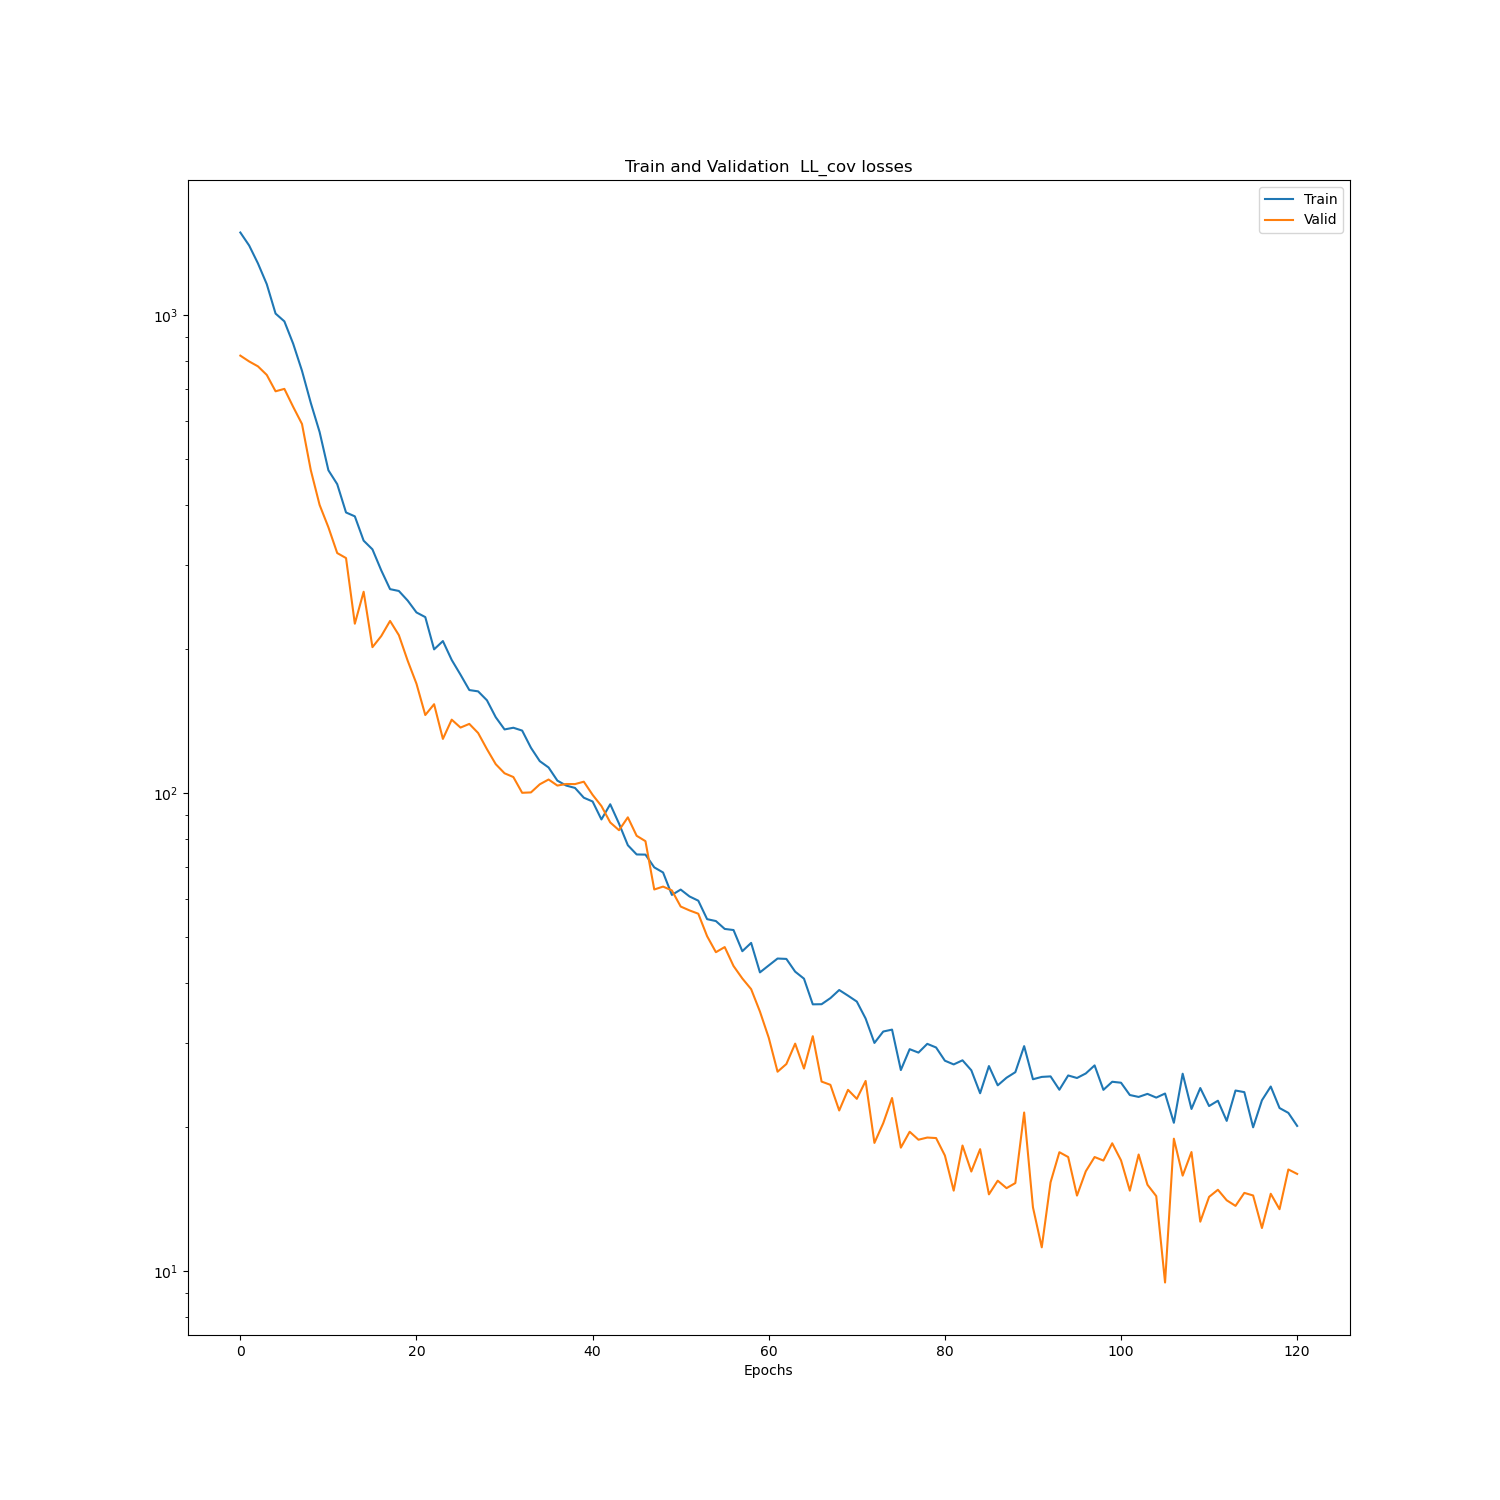 Train and Validation  LL_cov losses
Train
Valid
10³
10²
10¹
0 20 40 60 80 100 120
Epochs